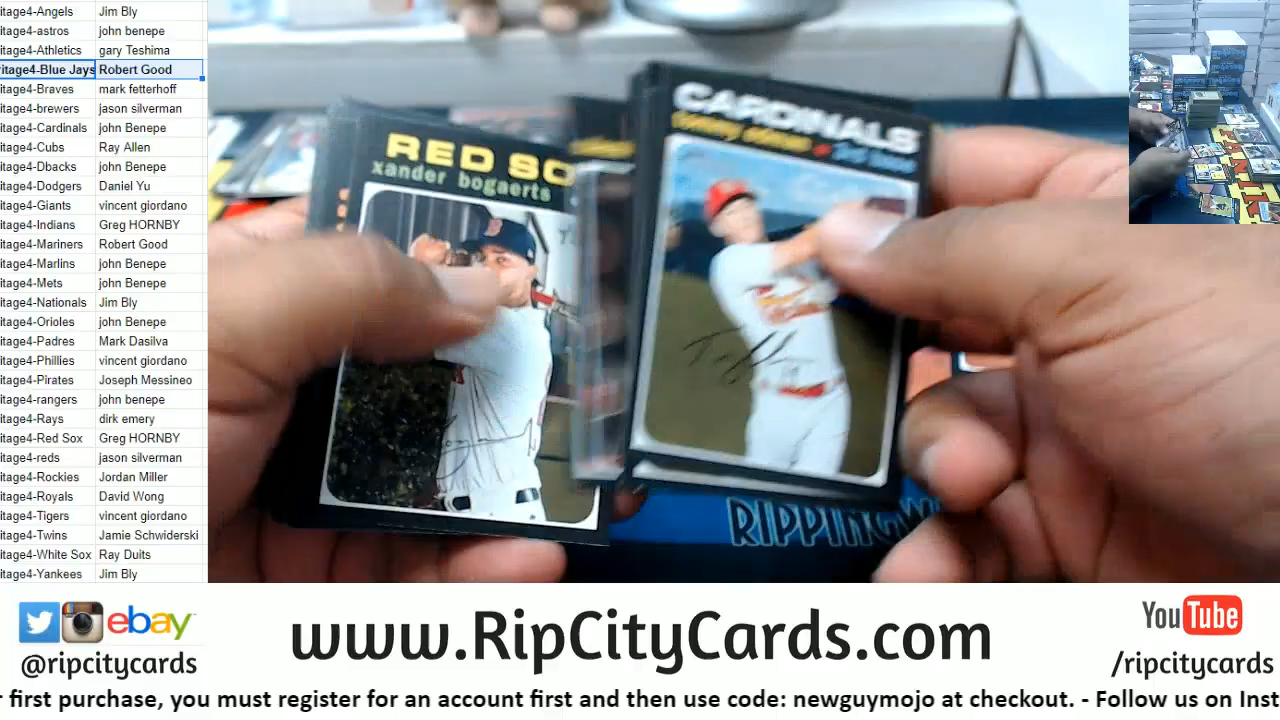 itage4-Angels Jim Bly
itage4-astros john benepe
itage4-Athletics gary Teshima
itage4-Blue Jays Robert Good
itage4-Braves mark fetterhoff
itage4-brewers jason silverman
itage4-Cardinals john Benepe
itage4-Cubs Ray Allen
itage4-Dbacks john Benepe
itage4-Dodgers Daniel Yu
itage4-Giants vincent giordano
itage4-Indians Greg HORNBY
itage4-Mariners Robert Good
itage4-Marlins john Benepe
itage4-Mets john Benepe
itage4-Nationals Jim Bly
itage4-Orioles john Benepe
itage4-Padres Mark Dasilva
itage4-Phillies vincent giordano
itage4-Pirates Joseph Messineo
itage4-rangers john benepe
itage4-Rays dirk emery
itage4-Red Sox Greg HORNBY
itage4-reds jason silverman
itage4-Rockies Jordan Miller
itage4-Royals David Wong
itage4-Tigers vincent giordano
itage4-Twins Jamie Schwiderski
itage4-White Sox Ray Duits
itage4-Yankees Jim Bly
RED SO
xander bogaerts
CARDINALS
RIPPINGW
ebay
@ripcitycards
www.RipCityCards.com
YouTube
/ripcitycards
r first purchase, you must register for an account first and then use code: newguymojo at checkout. - Follow us on Inst